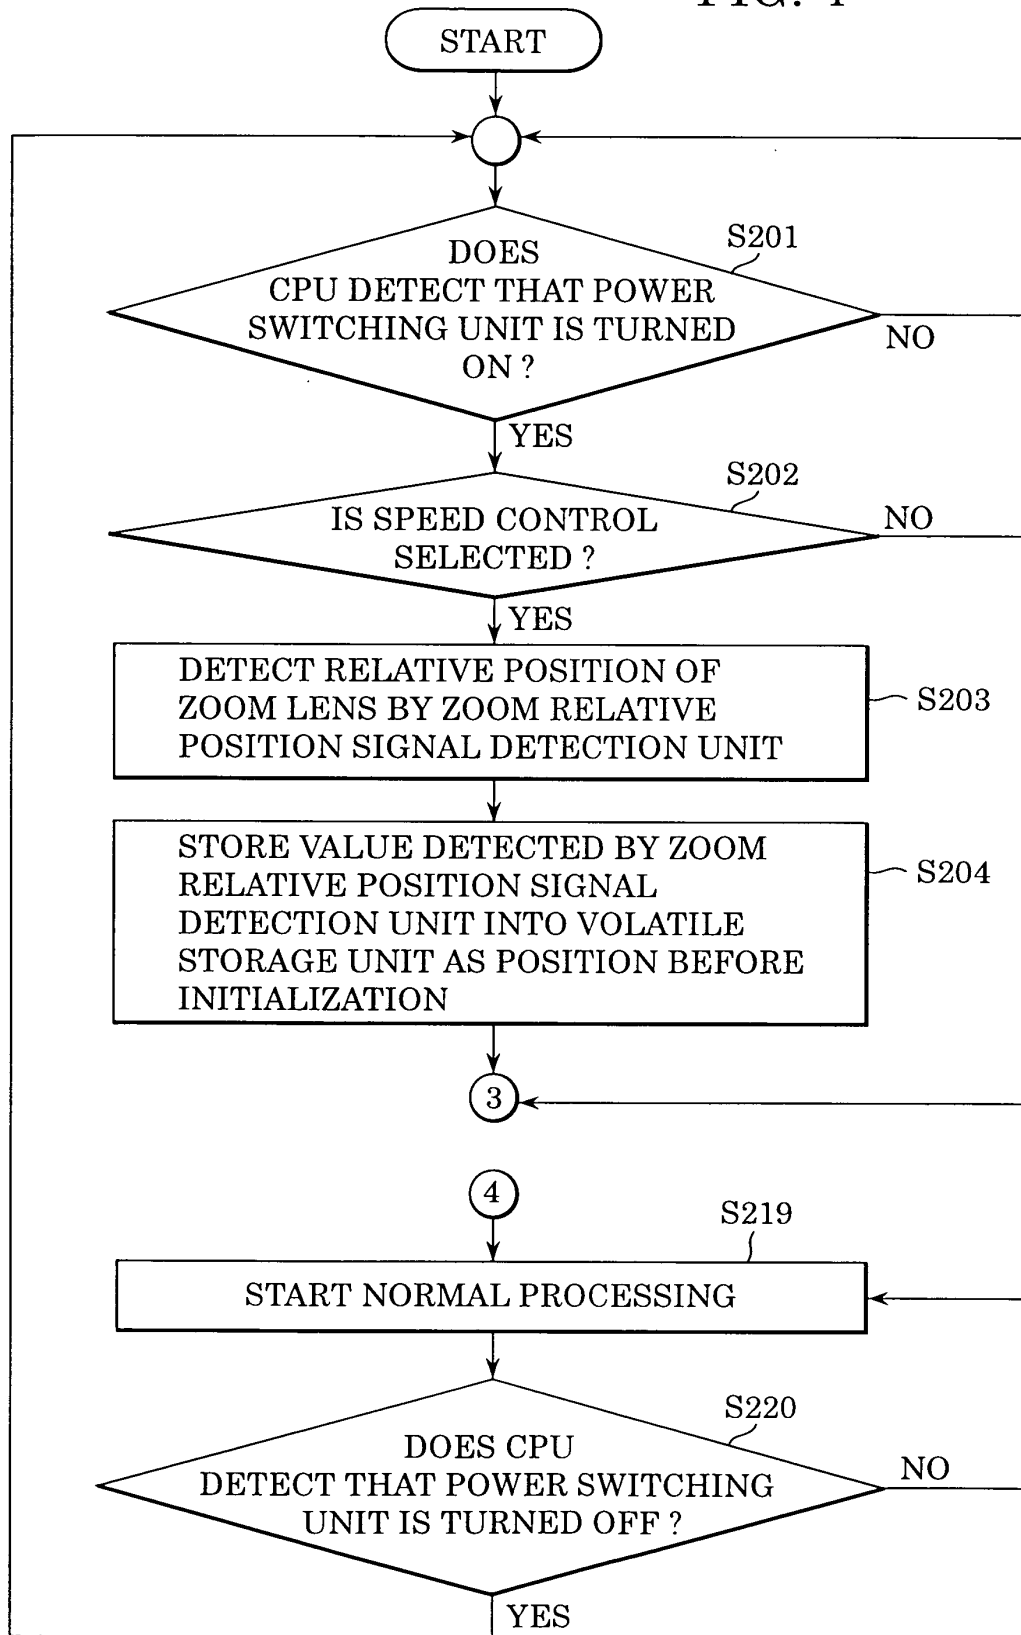 START
S201
DOES
CPU DETECT THAT POWER
SWITCHING UNIT IS TURNED
ON ?
NO
YES
S202
IS SPEED CONTROL
SELECTED ?
NO
YES
DETECT RELATIVE POSITION OF
ZOOM LENS BY ZOOM RELATIVE
POSITION SIGNAL DETECTION UNIT
S203
STORE VALUE DETECTED BY ZOOM
RELATIVE POSITION SIGNAL
DETECTION UNIT INTO VOLATILE
STORAGE UNIT AS POSITION BEFORE
INITIALIZATION
S204
3
4
S219
START NORMAL PROCESSING
S220
DOES CPU
DETECT THAT POWER SWITCHING
UNIT IS TURNED OFF ?
NO
YES